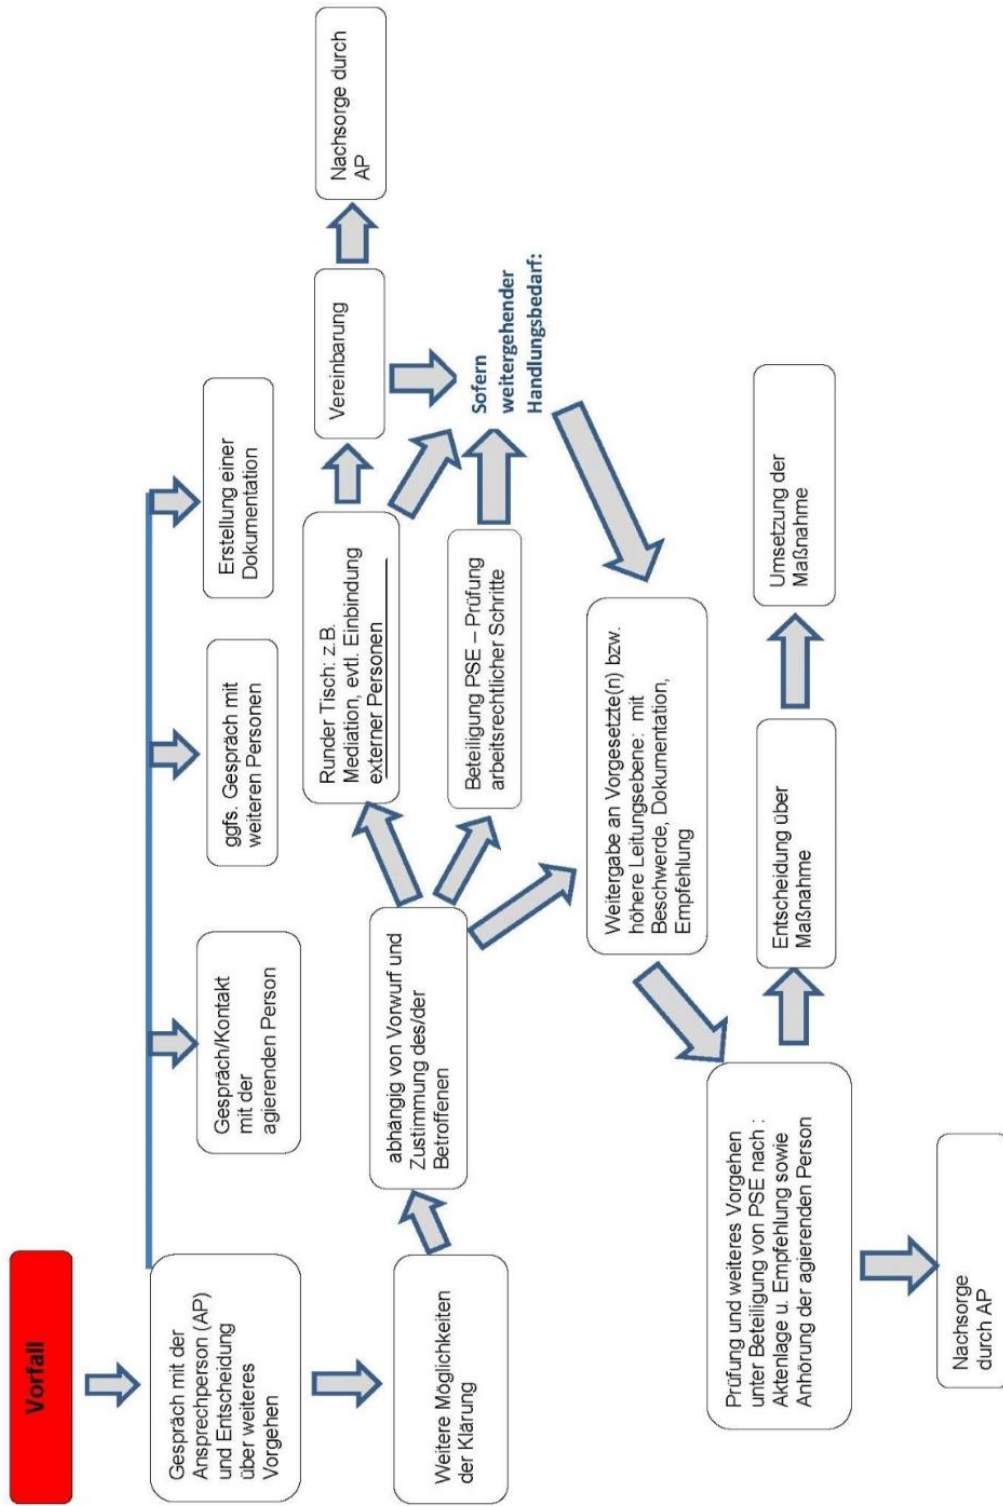 Vorfall
Gespräch mit der
Ansprechperson (AP)
und Entscheidung
über weiteres
Vorgehen
Gespräch/Kontakt
mit der
agierenden Person
ggfs. Gespräch mit
weiteren Personen
Erstellung einer
Dokumentation
Weitere Möglichkeiten
der Klärung
abhängig von Vorwurf und
Zustimmung des/der
Betroffenen
Runder Tisch: z.B.
Mediation, evtl. Einbindung
externer Personen
Vereinbarung
Nachsorge durch
AP
Beteiligung PSE – Prüfung
arbeitsrechtlicher Schritte
Sofern
weitergehender
Handlungsbedarf:
Weitergabe an Vorgesetzte(n) bzw.
höhere Leitungsebene: mit
Beschwerde, Dokumentation,
Empfehlung
Prüfung und weiteres Vorgehen
unter Beteiligung von PSE nach :
Aktenlage u. Empfehlung sowie
Anhörung der agierenden Person
Entscheidung über
Maßnahme
Umsetzung der
Maßnahme
Nachsorge
durch AP